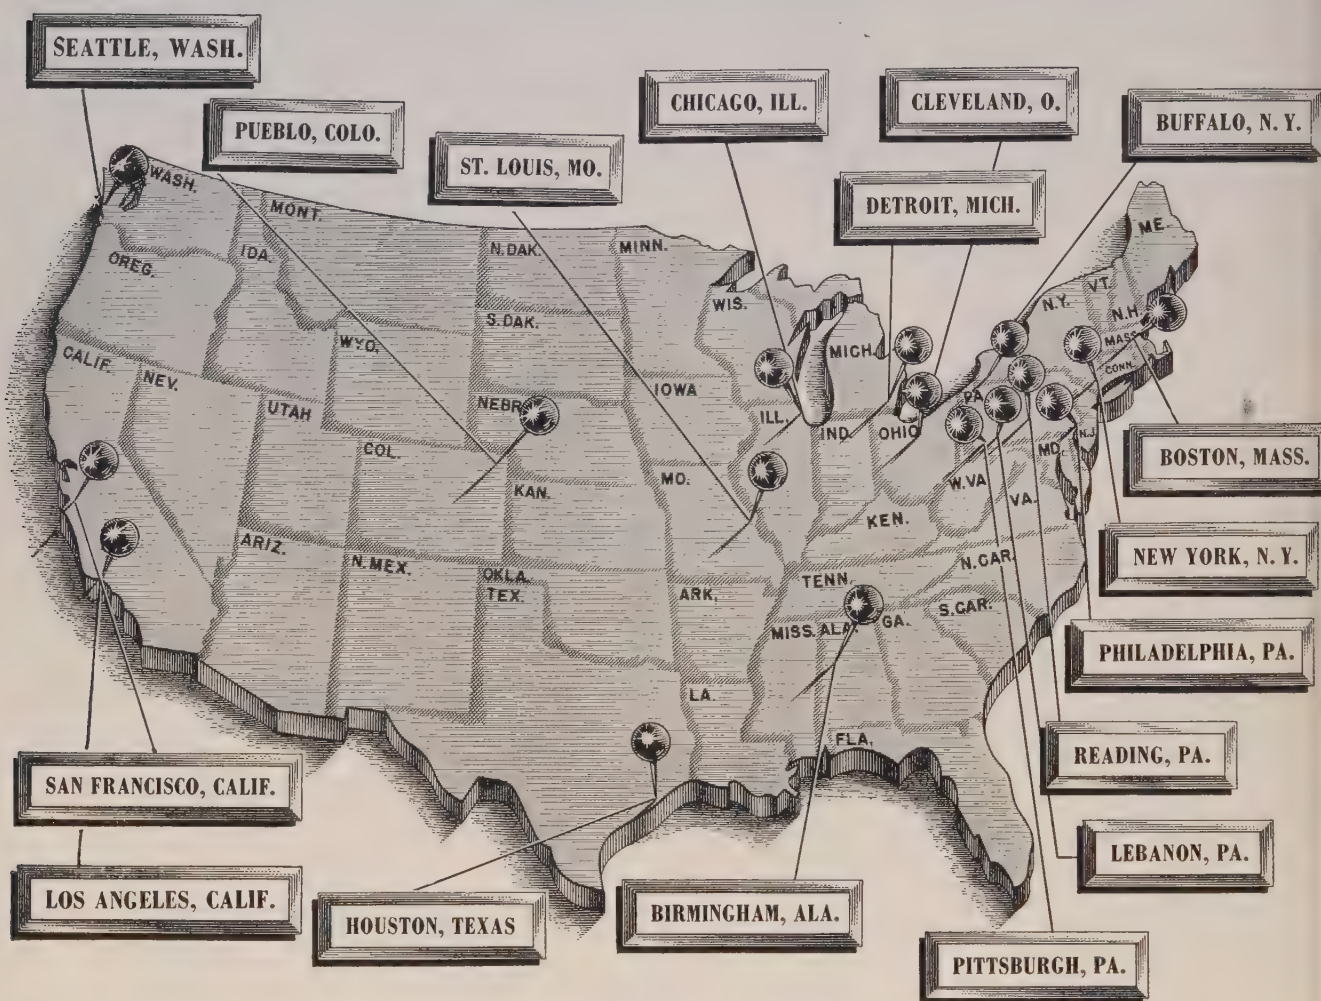 SEATTLE, WASH.
PUEBLO, COLO.
ST. LOUIS, MO.
CHICAGO, ILL.
CLEVELAND, O.
BUFFALO, N. Y.
DETROIT, MICH.
WASH.
MONT.
N. DAK.
MINN.
ME.
OREG.
IDA.
WIS.
N.Y.
VT.
N.H.
S. DAK.
MICH.
MASS.
CONN.
CALIF.
NEV.
WYO.
IOWA
UTAH
NEBR.
ILL.
IND.
OHIO
PA.
N.J.
COL.
KAN.
MO.
W.VA.
MD.
VA.
KEN.
BOSTON, MASS.
ARIZ.
N. MEX.
OKLA.
TEX.
ARK.
TENN.
N. CAR.
S. CAR.
NEW YORK, N. Y.
MISS.
ALA.
GA.
PHILADELPHIA, PA.
LA.
FLA.
READING, PA.
SAN FRANCISCO, CALIF.
LEBANON, PA.
LOS ANGELES, CALIF.
HOUSTON, TEXAS
BIRMINGHAM, ALA.
PITTSBURGH, PA.